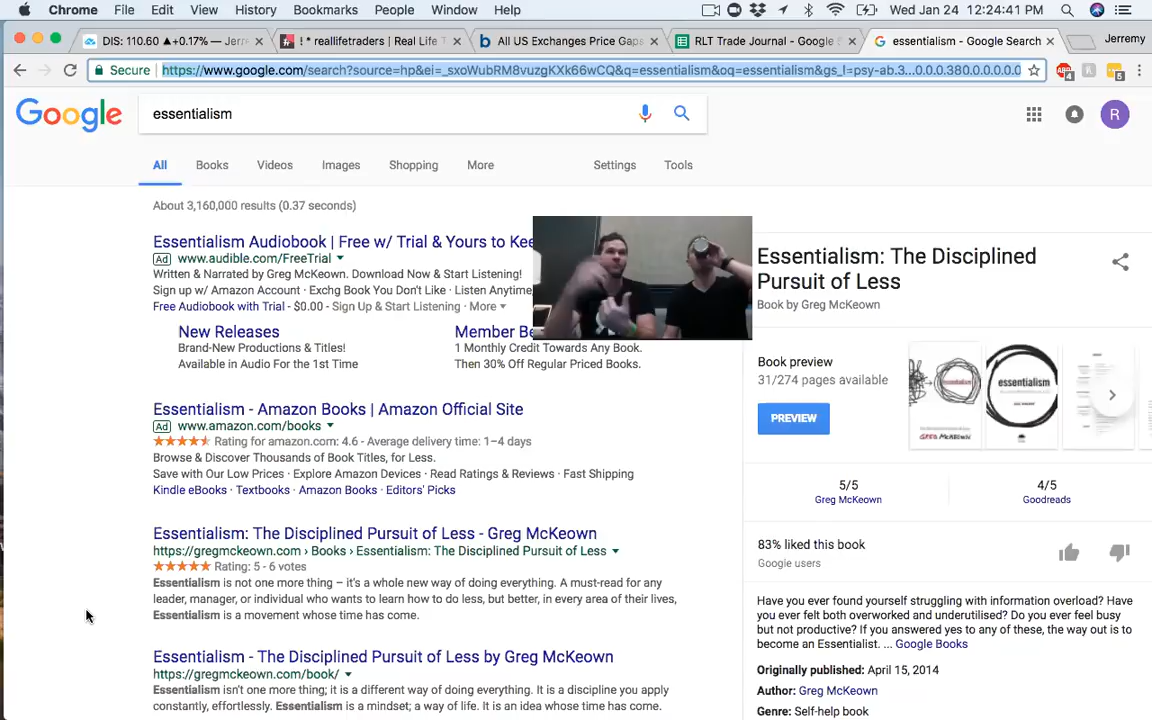 Chrome File Edit View History Bookmarks People Window Help Wed Jan 24 12:24:41 PM
DIS: 110.60 ▲+0.17% — Jerre
! * reallifetraders | Real Life T
All US Exchanges Price Gaps
RLT Trade Journal - Google S
essentialism - Google Search
Jerremy
Secure https://www.google.com/search?source=hp&ei=_sxoWubRM8vuzgKXk66wCQ&q=essentialism&oq=essentialism&gs_l=psy-ab.3...0.0.0.380.0.0.0.0.0.0
Google
essentialism
R
All Books Videos Images Shopping More Settings Tools
About 3,160,000 results (0.37 seconds)
Essentialism Audiobook | Free w/ Trial & Yours to Kee
Ad www.audible.com/FreeTrial
Written & Narrated by Greg McKeown. Download Now & Start Listening!
Sign up w/ Amazon Account · Exchg Book You Don't Like · Listen Anytime,
Free Audiobook with Trial - $0.00 - Sign Up & Start Listening · More
New Releases
Brand-New Productions & Titles!
Available in Audio For the 1st Time
Member Be
1 Monthly Credit Towards Any Book.
Then 30% Off Regular Priced Books.
Essentialism - Amazon Books | Amazon Official Site
Ad www.amazon.com/books
Rating for amazon.com: 4.6 - Average delivery time: 1–4 days
Browse & Discover Thousands of Book Titles, for Less.
Save with Our Low Prices · Explore Amazon Devices · Read Ratings & Reviews · Fast Shipping
Kindle eBooks · Textbooks · Amazon Books · Editors' Picks
Essentialism: The Disciplined Pursuit of Less - Greg McKeown
https://gregmckeown.com › Books › Essentialism: The Disciplined Pursuit of Less
Rating: 5 - 6 votes
Essentialism is not one more thing – it's a whole new way of doing everything. A must-read for any
leader, manager, or individual who wants to learn how to do less, but better, in every area of their lives,
Essentialism is a movement whose time has come.
Essentialism - The Disciplined Pursuit of Less by Greg McKeown
https://gregmckeown.com/book/
Essentialism isn't one more thing; it is a different way of doing everything. It is a discipline you apply
constantly, effortlessly. Essentialism is a mindset; a way of life. It is an idea whose time has come.
Essentialism: The Disciplined
Pursuit of Less
Book by Greg McKeown
Book preview
31/274 pages available
PREVIEW
essentialism
GREG MCKEOWN
essentialism
5/5
Greg McKeown
4/5
Goodreads
83% liked this book
Google users
Have you ever found yourself struggling with information overload? Have
you ever felt both overworked and underutilised? Do you ever feel busy
but not productive? If you answered yes to any of these, the way out is to
become an Essentialist. ... Google Books
Originally published: April 15, 2014
Author: Greg McKeown
Genre: Self-help book